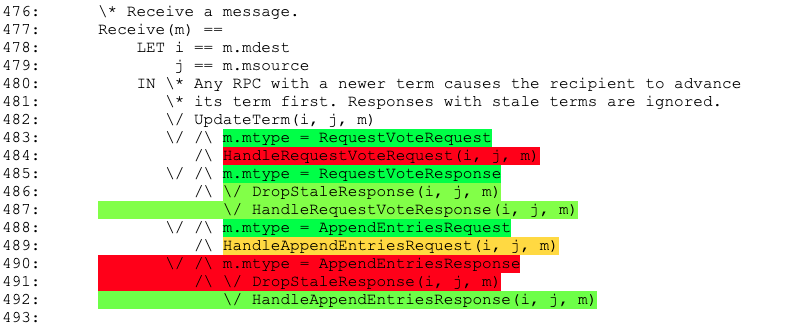 476:      \* Receive a message.
477:      Receive(m) ==
478:          LET i == m.mdest
479:              j == m.msource
480:          IN \* Any RPC with a newer term causes the recipient to advance
481:             \* its term first. Responses with stale terms are ignored.
482:             \/ UpdateTerm(i, j, m)
483:             \/ /\ m.mtype = RequestVoteRequest
484:                /\ HandleRequestVoteRequest(i, j, m)
485:             \/ /\ m.mtype = RequestVoteResponse
486:                /\ \/ DropStaleResponse(i, j, m)
487:                   \/ HandleRequestVoteResponse(i, j, m)
488:             \/ /\ m.mtype = AppendEntriesRequest
489:                /\ HandleAppendEntriesRequest(i, j, m)
490:             \/ /\ m.mtype = AppendEntriesResponse
491:                /\ \/ DropStaleResponse(i, j, m)
492:                   \/ HandleAppendEntriesResponse(i, j, m)
493: